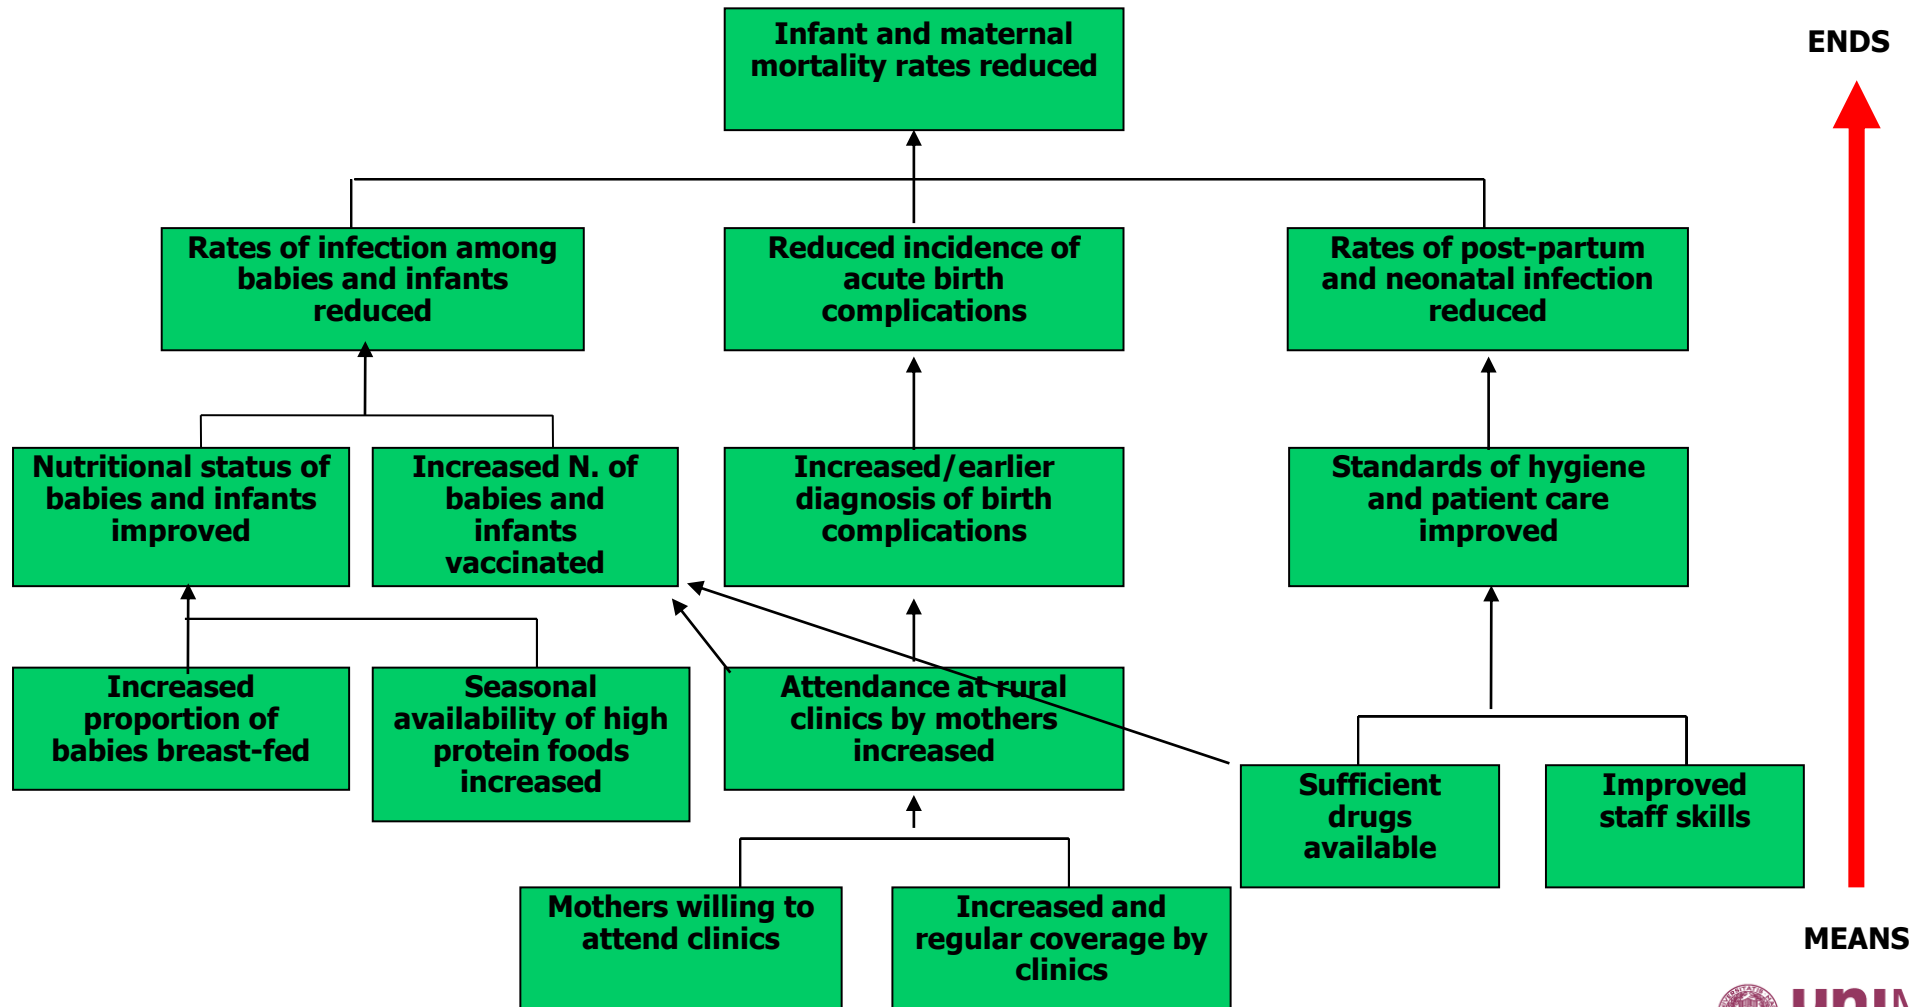 Infant and maternal
mortality rates reduced
ENDS
Rates of infection among
babies and infants
reduced
Reduced incidence of
acute birth
complications
Rates of post-partum
and neonatal infection
reduced
Nutritional status of
babies and infants
improved
Increased N. of
babies and
infants
vaccinated
Increased/earlier
diagnosis of birth
complications
Standards of hygiene
and patient care
improved
Increased
proportion of
babies breast-fed
Seasonal
availability of high
protein foods
increased
Attendance at rural
clinics by mothers
increased
Sufficient
drugs
available
Improved
staff skills
Mothers willing to
attend clinics
Increased and
regular coverage by
clinics
MEANS